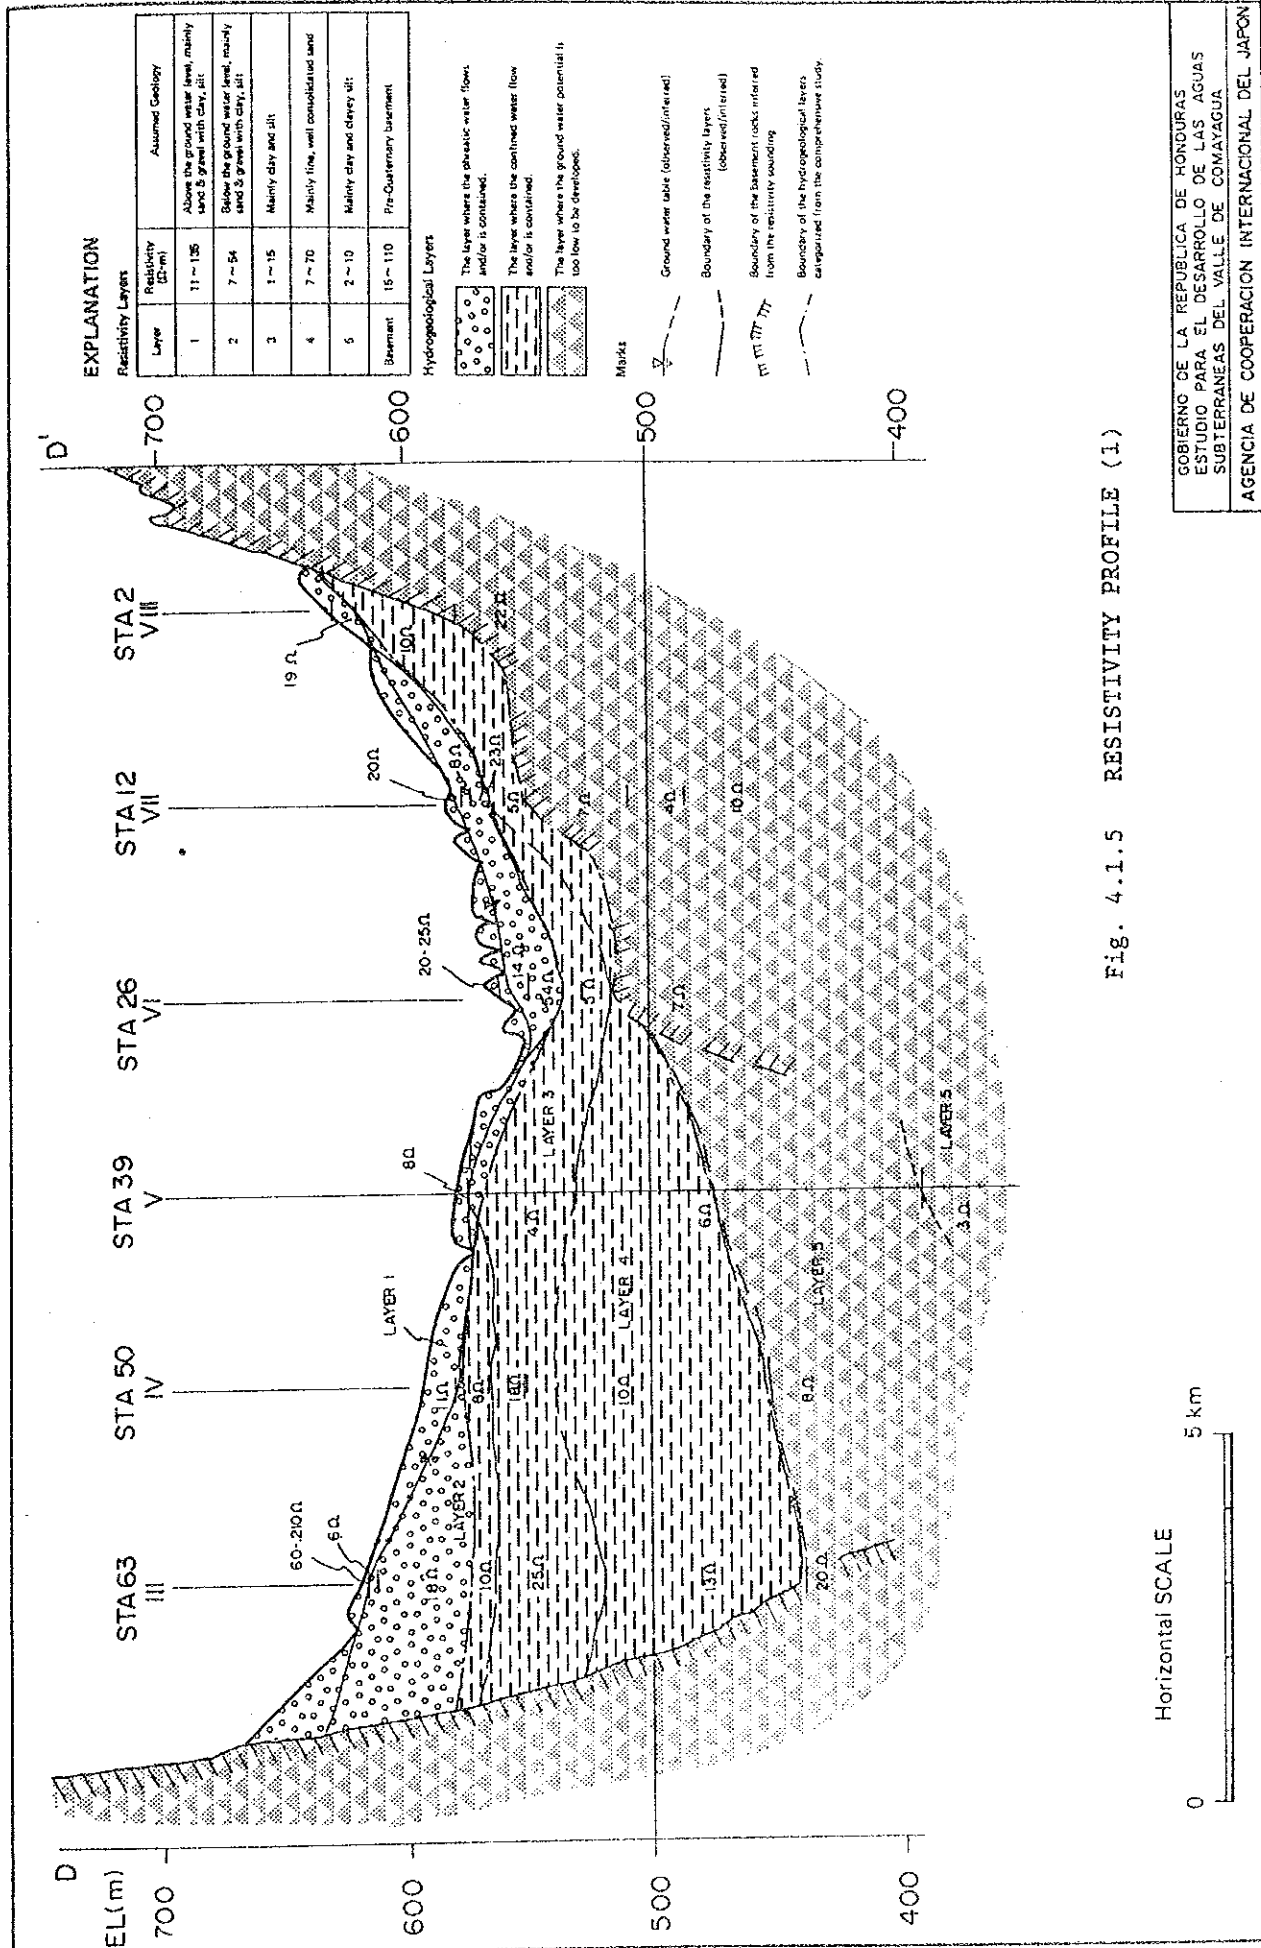 EXPLANATION
Resistivity Layers
Layer Resistivity (Ω-m) Assumed Geology
1 11~135 Above the ground water level, mainly sand & gravel with clay, silt
2 7~54 Below the ground water level, mainly sand & gravel with clay, silt
3 1~15 Mainly clay and silt
4 7~70 Mainly fine, well consolidated sand
5 2~10 Mainly clay and clayey silt
Basement 15~110 Pre-Quaternary basement
Hydrogeological Layers
The layer where the phreatic water flows
and/or is contained.
The layer where the confined water flow
and/or is contained.
The layer where the ground water potential is
too low to be developed.
Marks
Ground water table (observed/inferred)
Boundary of the resistivity layers
(observed/inferred)
Boundary of the basement rocks inferred
from the resistivity sounding
Boundary of the hydrogeological layers
categorized from the comprehensive study.
D
EL(m)
700
600
500
400
D'
700
600
500
400
STA 63
III
STA 50
IV
STA 39
V
STA 26
VI
STA 12
VII
STA 2
VIII
60-210Ω
6Ω
18Ω
10Ω
25Ω
13Ω
20Ω
LAYER 2
LAYER 1
11Ω
8Ω
18Ω
10Ω
8Ω
LAYER 4
LAYER 5
8Ω
4Ω
6Ω
3Ω
LAYER 3
LAYER 5
20-25Ω
14Ω
54Ω
3Ω
7Ω
20Ω
8Ω
23Ω
5Ω
7Ω
4Ω
10Ω
19Ω
10Ω
22Ω
Horizontal SCALE
0 5 km
Fig. 4.1.5 RESISTIVITY PROFILE (1)
GOBIERNO DE LA REPUBLICA DE HONDURAS
ESTUDIO PARA EL DESARROLLO DE LAS AGUAS
SUBTERRANEAS DEL VALLE DE COMAYAGUA
AGENCIA DE COOPERACION INTERNACIONAL DEL JAPON